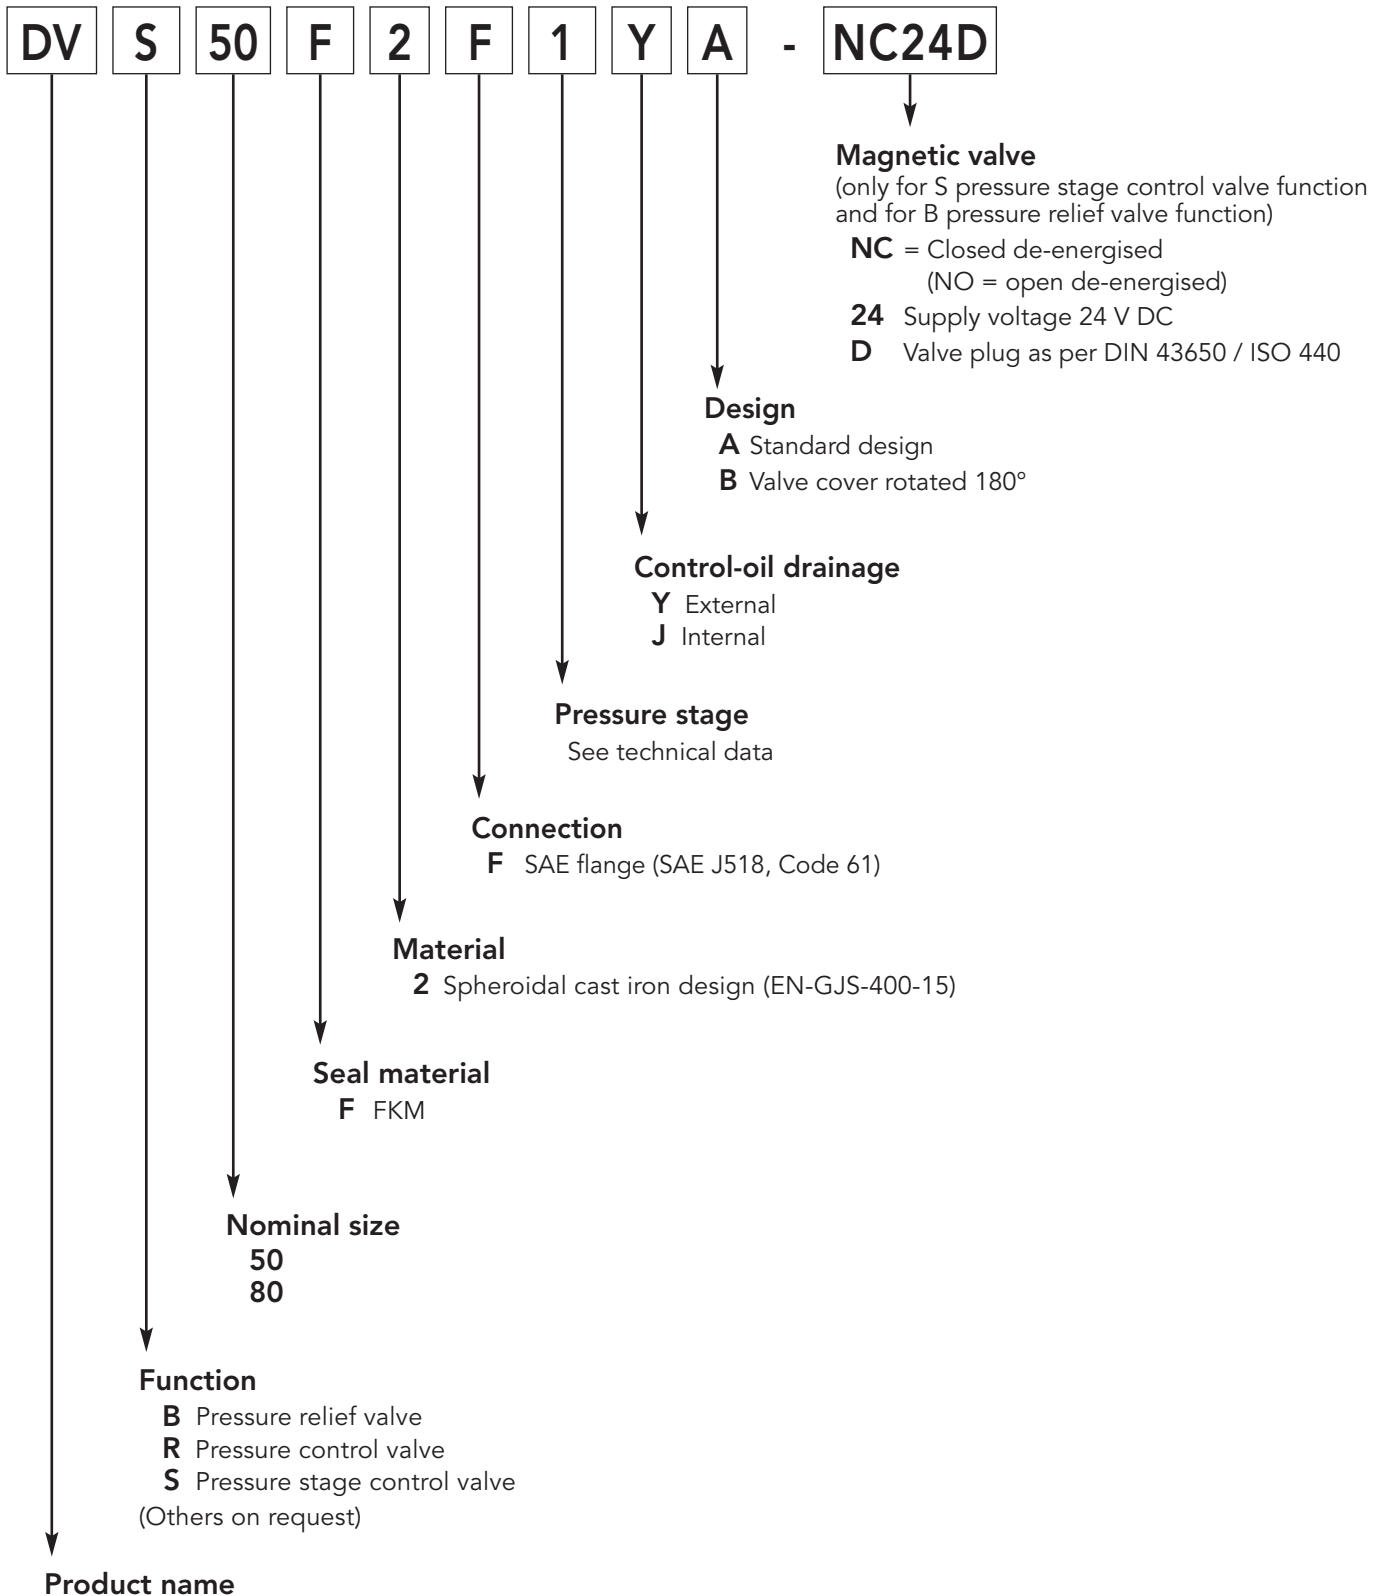 DV S 50 F 2 F 1 Y A - NC24D
Magnetic valve
(only for S pressure stage control valve function
and for B pressure relief valve function)
NC = Closed de-energised
(NO = open de-energised)
24 Supply voltage 24 V DC
D Valve plug as per DIN 43650 / ISO 440
Design
A Standard design
B Valve cover rotated 180°
Control-oil drainage
Y External
J Internal
Pressure stage
See technical data
Connection
F SAE flange (SAE J518, Code 61)
Material
2 Spheroidal cast iron design (EN-GJS-400-15)
Seal material
F FKM
Nominal size
50
80
Function
B Pressure relief valve
R Pressure control valve
S Pressure stage control valve
(Others on request)
Product name